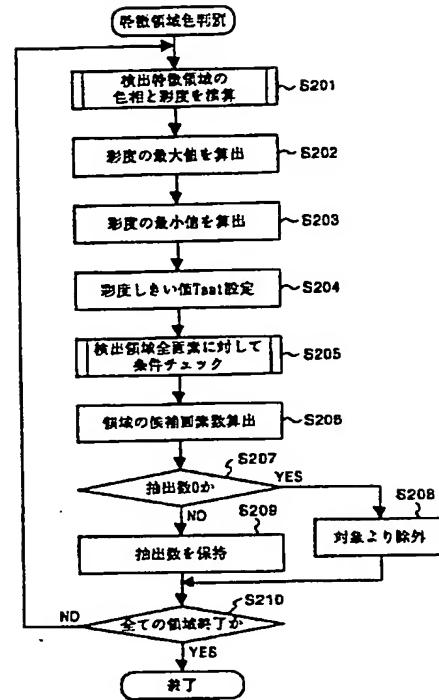 特徴領域色判別
検出特徴領域の
色相と彩度を演算
S201
彩度の最大値を算出
S202
彩度の最小値を算出
S203
彩度しきい値Tsat設定
S204
検出領域全画素に対して
条件チェック
S205
領域の候補画素数算出
S206
S207
抽出数0か
YES
S208
NO
S209
対象より除外
抽出数を保持
S210
NO
全ての領域終了か
YES
終了